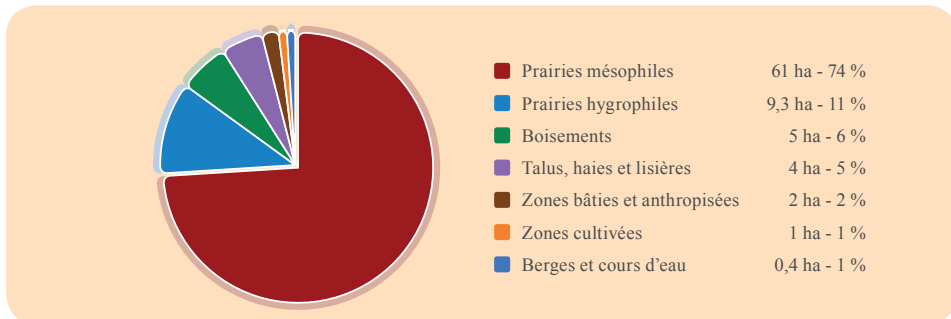 Prairies mésophiles 61 ha - 74 %
Prairies hygrophiles 9,3 ha - 11 %
Boisements 5 ha - 6 %
Talus, haies et lisières 4 ha - 5 %
Zones bâties et anthropisées 2 ha - 2 %
Zones cultivées 1 ha - 1 %
Berges et cours d’eau 0,4 ha - 1 %